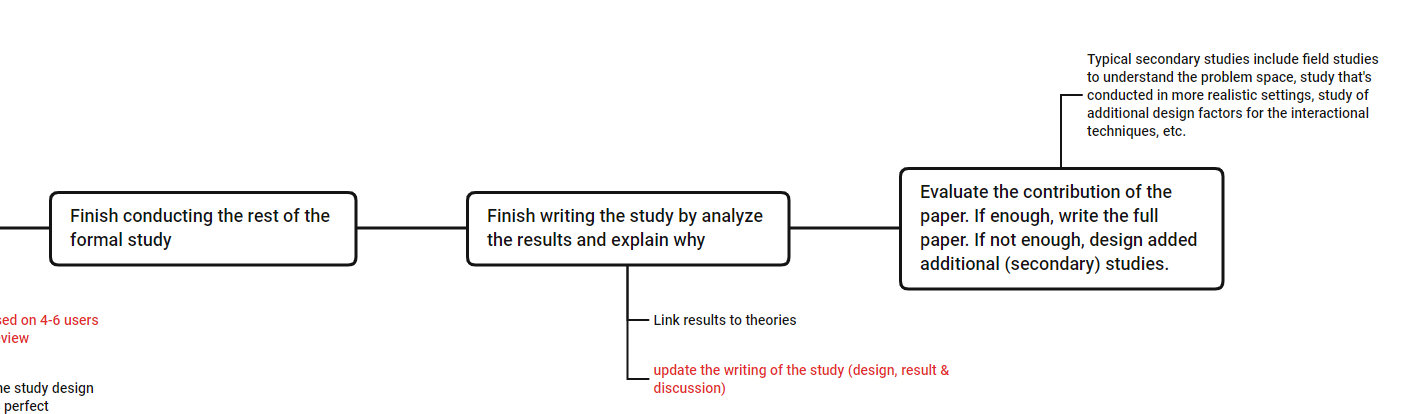 Typical secondary studies include field studies
to understand the problem space, study that's
conducted in more realistic settings, study of
additional design factors for the interactional
techniques, etc.
Finish conducting the rest of the
formal study
Finish writing the study by analyze
the results and explain why
Evaluate the contribution of the
paper. If enough, write the full
paper. If not enough, design added
additional (secondary) studies.
on 4-6 users
Link results to theories
update the writing of the study (design, result &
discussion)
study design
perfect